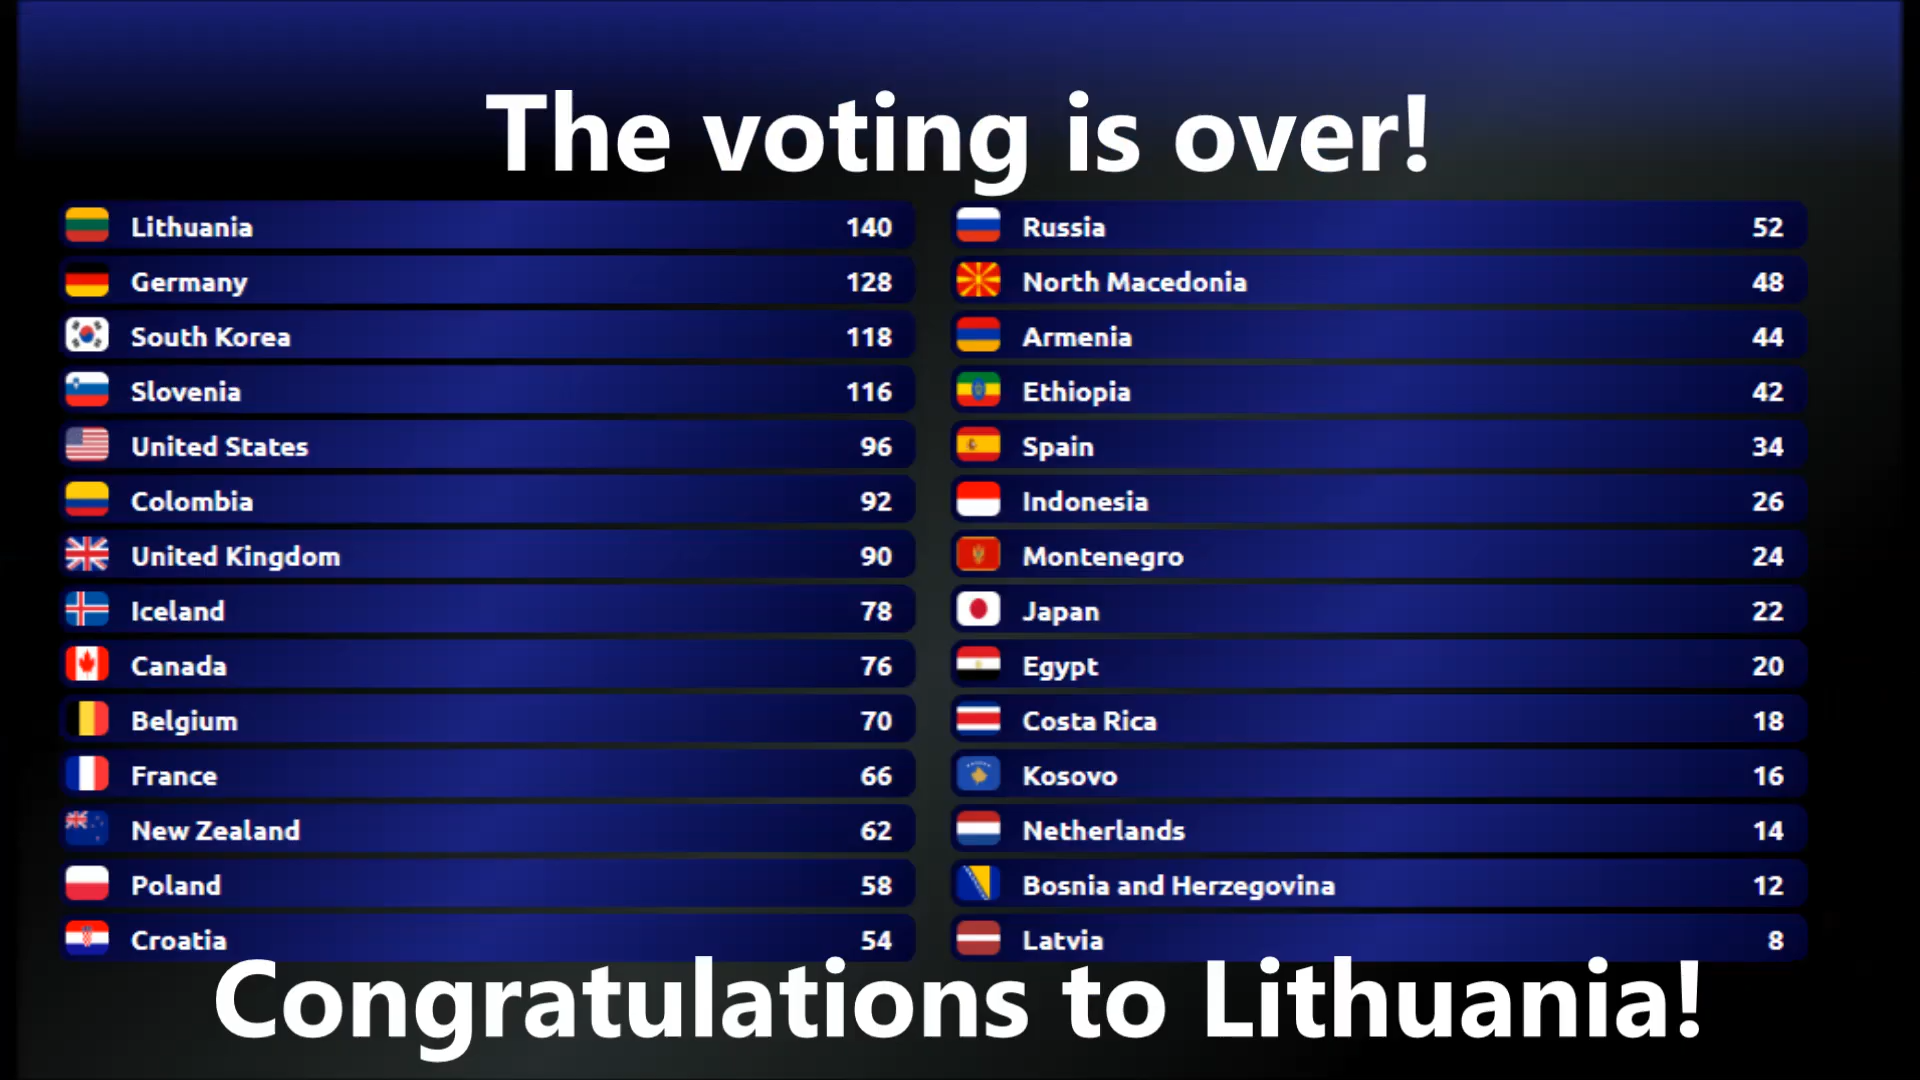 The voting is over!
Lithuania 140
Germany 128
South Korea 118
Slovenia 116
United States 96
Colombia 92
United Kingdom 90
Iceland 78
Canada 76
Belgium 70
France 66
New Zealand 62
Poland 58
Croatia 54
Russia 52
North Macedonia 48
Armenia 44
Ethiopia 42
Spain 34
Indonesia 26
Montenegro 24
Japan 22
Egypt 20
Costa Rica 18
Kosovo 16
Netherlands 14
Bosnia and Herzegovina 12
Latvia 8
Congratulations to Lithuania!